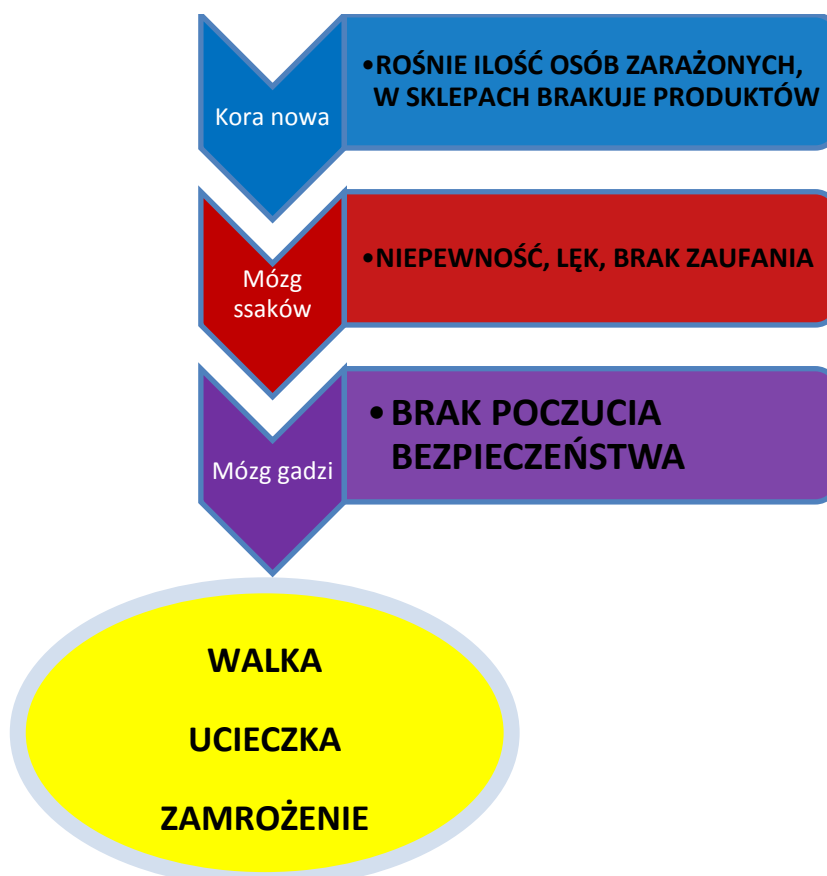 Kora nowa
•ROŚNIE ILOŚĆ OSÓB ZARAŻONYCH,
W SKLEPACH BRAKUJE PRODUKTÓW
Mózg
ssaków
•NIEPEWNOŚĆ, LĘK, BRAK ZAUFANIA
Mózg gadzi
•BRAK POCZUCIA
BEZPIECZEŃSTWA
WALKA
UCIECZKA
ZAMROŻENIE